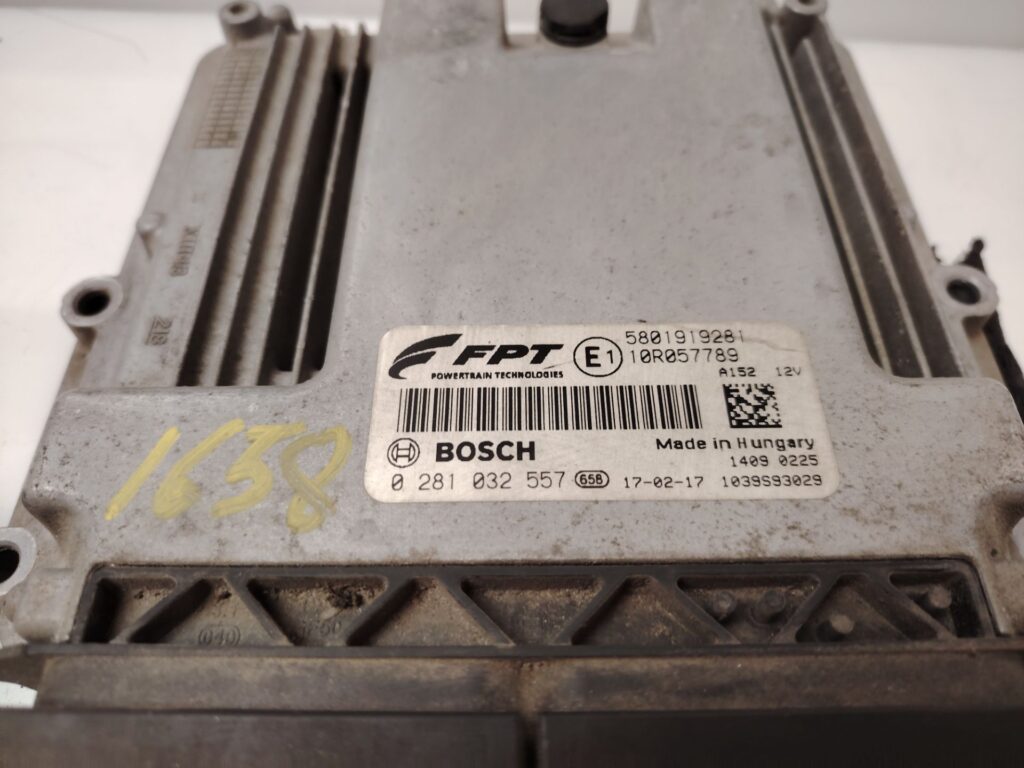 FPT
POWERTRAIN TECHNOLOGIES
E1
5801919281
10R057789
A152 12V
BOSCH
Made in Hungary
1409 0225
0 281 032 557 658 17-02-17 1039S93029
1638
040